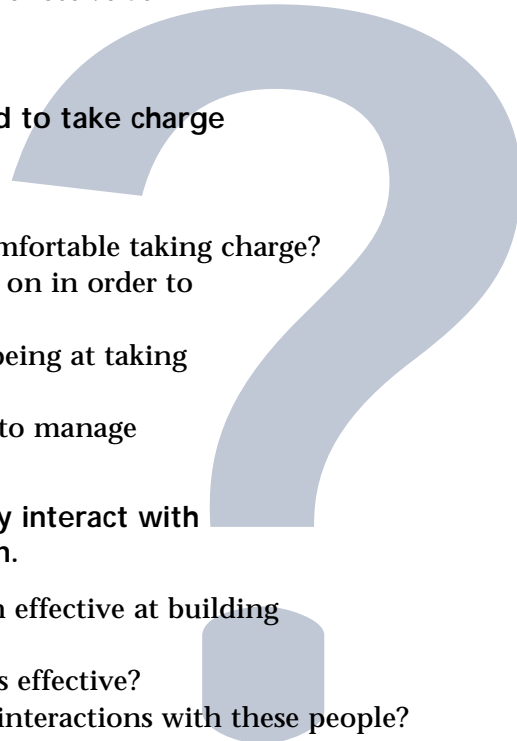 d to take charge
mfortable taking charge?
on in order to
being at taking
to manage
y interact with
n.
n effective at building
s effective?
interactions with these people?
?